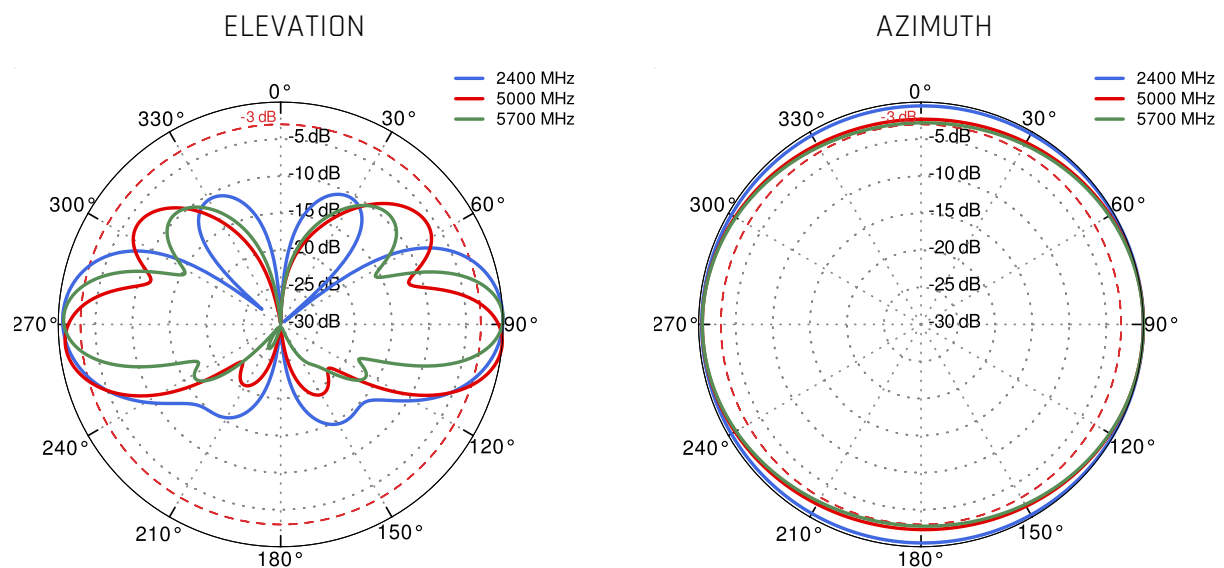 ELEVATION
2400 MHz
5000 MHz
5700 MHz
0°
330°
30°
-3 dB
-5 dB
-10 dB
300°
60°
-15 dB
-20 dB
-25 dB
270°
-30 dB
90°
240°
120°
210°
150°
180°
AZIMUTH
2400 MHz
5000 MHz
5700 MHz
0°
330°
30°
-3 dB
-5 dB
-10 dB
300°
60°
-15 dB
-20 dB
-25 dB
270°
-30 dB
90°
240°
120°
210°
150°
180°